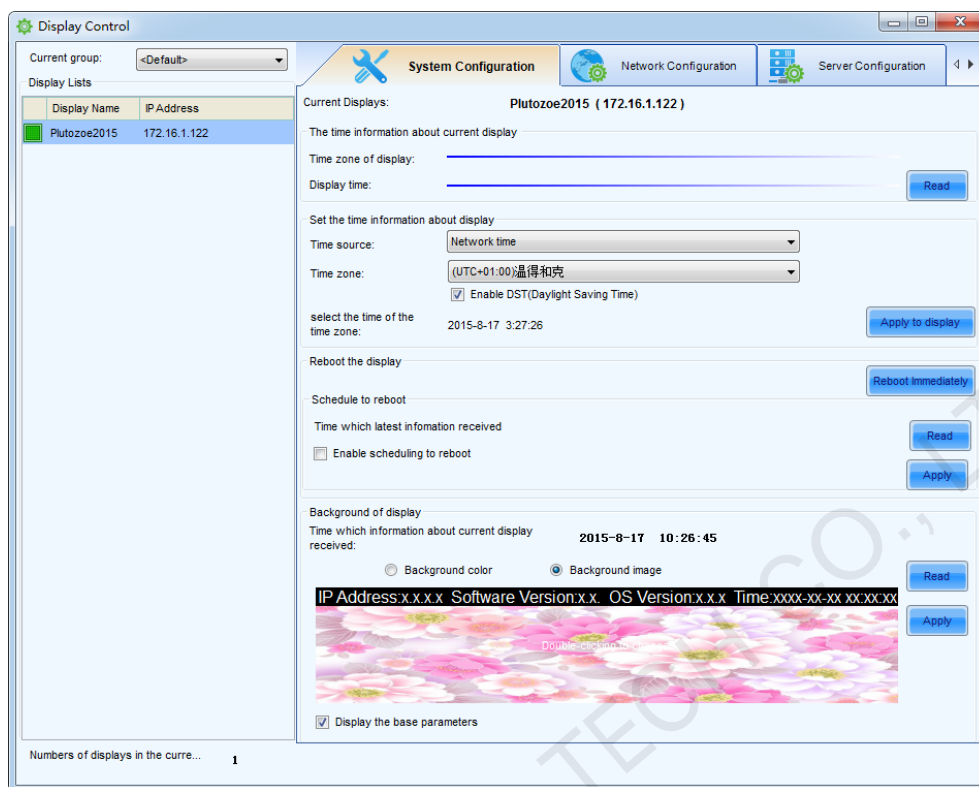 Display Control
Current group:
<Default>
Display Lists
Display Name IP Address
Plutozoe2015 172.16.1.122
System Configuration
Network Configuration
Server Configuration
Current Displays: Plutozoe2015 ( 172.16.1.122 )
The time information about current display
Time zone of display:
Display time:
Read
Set the time information about display
Time source:
Network time
Time zone:
(UTC+01:00)温得和克
Enable DST(Daylight Saving Time)
select the time of the
time zone:
2015-8-17 3:27:26
Apply to display
Reboot the display
Reboot Immediately
Schedule to reboot
Time which latest infomation received
Read
Enable scheduling to reboot
Apply
Background of display
Time which information about current display
received:
2015-8-17 10:26:45
Background color
Background image
Read
IP Address:x.x.x.x Software Version:x.x. OS Version:x.x.x Time:xxxx-xx-xx xx:xx:xx
Apply
Double-clicking
Display the base parameters
Numbers of displays in the curre... 1
TECH CO.,